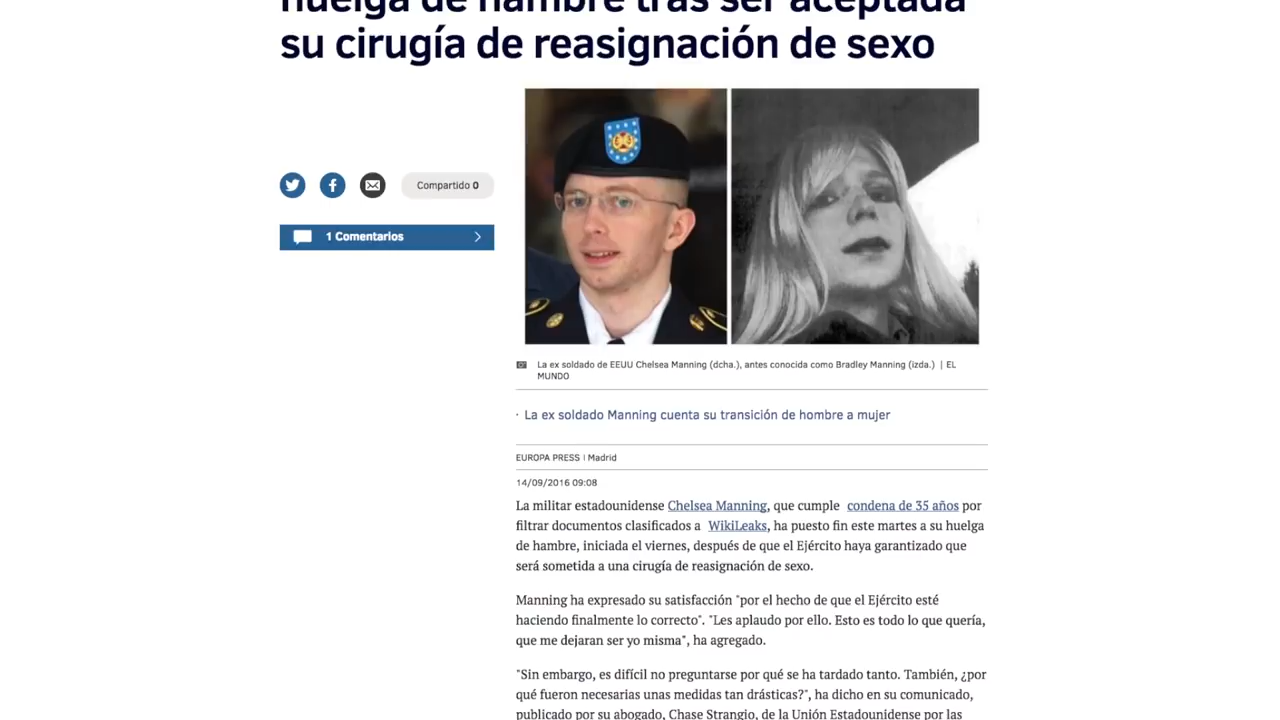 huelga de hambre tras ser aceptada
su cirugía de reasignación de sexo
Compartido 0
1 Comentarios
La ex soldado de EEUU Chelsea Manning (dcha.), antes conocida como Bradley Manning (izda.) | EL
MUNDO
· La ex soldado Manning cuenta su transición de hombre a mujer
EUROPA PRESS | Madrid
14/09/2016 09:08
La militar estadounidense Chelsea Manning, que cumple condena de 35 años por
filtrar documentos clasificados a WikiLeaks, ha puesto fin este martes a su huelga
de hambre, iniciada el viernes, después de que el Ejército haya garantizado que
será sometida a una cirugía de reasignación de sexo.
Manning ha expresado su satisfacción "por el hecho de que el Ejército esté
haciendo finalmente lo correcto". "Les aplaudo por ello. Esto es todo lo que quería,
que me dejaran ser yo misma", ha agregado.
"Sin embargo, es difícil no preguntarse por qué se ha tardado tanto. También, ¿por
qué fueron necesarias unas medidas tan drásticas?", ha dicho en su comunicado,
publicado por su abogado, Chase Strangio, de la Unión Estadounidense por las